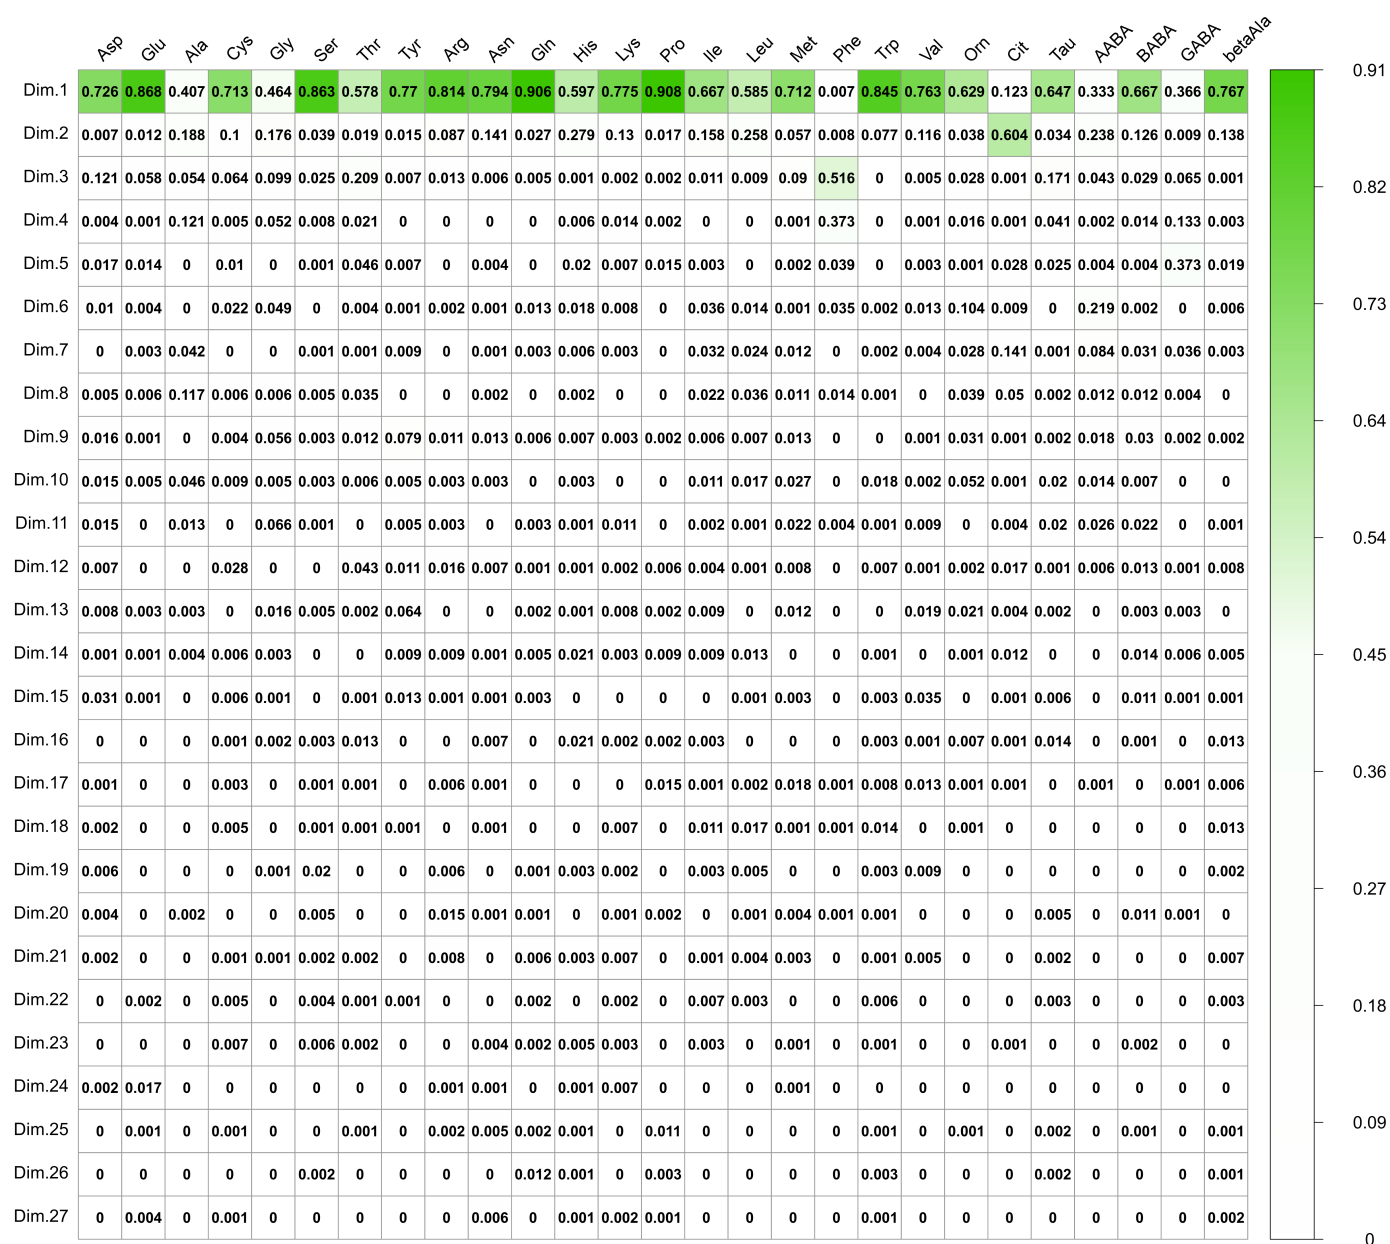 Asp Glu Ala Cys Gly Ser Thr Tyr Arg Asn Gln His Lys Pro Ile Leu Met Phe Trp Val Orn Cit Tau AABA BABA GABA betaAla
Dim.1 0.726 0.868 0.407 0.713 0.464 0.863 0.578 0.77 0.814 0.794 0.906 0.597 0.775 0.908 0.667 0.585 0.712 0.007 0.845 0.763 0.629 0.123 0.647 0.333 0.667 0.366 0.767 0.91
Dim.2 0.007 0.012 0.188 0.1 0.176 0.039 0.019 0.015 0.087 0.141 0.027 0.279 0.13 0.017 0.158 0.258 0.057 0.008 0.077 0.116 0.038 0.604 0.034 0.238 0.126 0.009 0.138
Dim.3 0.121 0.058 0.054 0.064 0.099 0.025 0.209 0.007 0.013 0.006 0.005 0.001 0.002 0.002 0.011 0.009 0.09 0.516 0 0.005 0.028 0.001 0.171 0.043 0.029 0.065 0.001 0.82
Dim.4 0.004 0.001 0.121 0.005 0.052 0.008 0.021 0 0 0 0 0.006 0.014 0.002 0 0 0.001 0.373 0 0.001 0.016 0.001 0.041 0.002 0.014 0.133 0.003
Dim.5 0.017 0.014 0 0.01 0 0.001 0.046 0.007 0 0.004 0 0.02 0.007 0.015 0.003 0 0.002 0.039 0 0.003 0.001 0.028 0.025 0.004 0.004 0.373 0.019
Dim.6 0.01 0.004 0 0.022 0.049 0 0.004 0.001 0.002 0.001 0.013 0.018 0.008 0 0.036 0.014 0.001 0.035 0.002 0.013 0.104 0.009 0 0.219 0.002 0 0.006 0.73
Dim.7 0 0.003 0.042 0 0 0.001 0.001 0.009 0 0.001 0.003 0.006 0.003 0 0.032 0.024 0.012 0 0.002 0.004 0.028 0.141 0.001 0.084 0.031 0.036 0.003
Dim.8 0.005 0.006 0.117 0.006 0.006 0.005 0.035 0 0 0.002 0 0.002 0 0 0.022 0.036 0.011 0.014 0.001 0 0.039 0.05 0.002 0.012 0.012 0.004 0
Dim.9 0.016 0.001 0 0.004 0.056 0.003 0.012 0.079 0.011 0.013 0.006 0.007 0.003 0.002 0.006 0.007 0.013 0 0 0.001 0.031 0.001 0.002 0.018 0.03 0.002 0.002 0.64
Dim.10 0.015 0.005 0.046 0.009 0.005 0.003 0.006 0.005 0.003 0.003 0 0.003 0 0 0.011 0.017 0.027 0 0.018 0.002 0.052 0.001 0.02 0.014 0.007 0 0
Dim.11 0.015 0 0.013 0 0.066 0.001 0 0.005 0.003 0 0.003 0.001 0.011 0 0.002 0.001 0.022 0.004 0.001 0.009 0 0.004 0.02 0.026 0.022 0 0.001 0.54
Dim.12 0.007 0 0 0.028 0 0 0.043 0.011 0.016 0.007 0.001 0.001 0.002 0.006 0.004 0.001 0.008 0 0.007 0.001 0.002 0.017 0.001 0.006 0.013 0.001 0.008
Dim.13 0.008 0.003 0.003 0 0.016 0.005 0.002 0.064 0 0 0.002 0.001 0.008 0.002 0.009 0 0.012 0 0 0.019 0.021 0.004 0.002 0 0.003 0.003 0
Dim.14 0.001 0.001 0.004 0.006 0.003 0 0 0.009 0.009 0.001 0.005 0.021 0.003 0.009 0.009 0.013 0 0 0.001 0 0.001 0.012 0 0 0.014 0.006 0.005 0.45
Dim.15 0.031 0.001 0 0.006 0.001 0 0.001 0.013 0.001 0.001 0.003 0 0 0 0 0.001 0.003 0 0.003 0.035 0 0.001 0.006 0 0.011 0.001 0.001
Dim.16 0 0 0 0.001 0.002 0.003 0.013 0 0 0.007 0 0.021 0.002 0.002 0.003 0 0 0 0.003 0.001 0.007 0.001 0.014 0 0.001 0 0.013
Dim.17 0.001 0 0 0.003 0 0.001 0.001 0 0.006 0.001 0 0 0 0.015 0.001 0.002 0.018 0.001 0.008 0.013 0.001 0.001 0 0.001 0 0.001 0.006 0.36
Dim.18 0.002 0 0 0.005 0 0.001 0.001 0.001 0 0.001 0 0 0.007 0 0.011 0.017 0.001 0.001 0.014 0 0.001 0 0 0 0 0 0.013
Dim.19 0.006 0 0 0 0.001 0.02 0 0 0.006 0 0.001 0.003 0.002 0 0.003 0.005 0 0 0.003 0.009 0 0 0 0 0 0 0.002 0.27
Dim.20 0.004 0 0.002 0 0 0.005 0 0 0.015 0.001 0.001 0 0.001 0.002 0 0.001 0.004 0.001 0.001 0 0 0 0.005 0 0.011 0.001 0
Dim.21 0.002 0 0 0.001 0.001 0.002 0.002 0 0.008 0 0.006 0.003 0.007 0 0.001 0.004 0.003 0 0.001 0.005 0 0 0.002 0 0 0 0.007
Dim.22 0 0.002 0 0.005 0 0.004 0.001 0.001 0 0 0.002 0 0.002 0 0.007 0.003 0 0 0.006 0 0 0 0.003 0 0 0 0.003 0.18
Dim.23 0 0 0 0.007 0 0.006 0.002 0 0 0.004 0.002 0.005 0.003 0 0.003 0 0.001 0 0.001 0 0 0.001 0 0 0.002 0 0
Dim.24 0.002 0.017 0 0 0 0 0 0 0.001 0.001 0 0.001 0.007 0 0 0 0.001 0 0 0 0 0 0 0 0 0 0
Dim.25 0 0.001 0 0.001 0 0 0.001 0 0.002 0.005 0.002 0.001 0 0.011 0 0 0 0 0.001 0 0.001 0 0.002 0 0.001 0 0.001 0.09
Dim.26 0 0 0 0 0 0.002 0 0 0 0 0.012 0.001 0 0.003 0 0 0 0 0.003 0 0 0 0.002 0 0 0 0.001
Dim.27 0 0.004 0 0.001 0 0 0 0 0 0.006 0 0.001 0.002 0.001 0 0 0 0 0.001 0 0 0 0 0 0 0 0.002 0